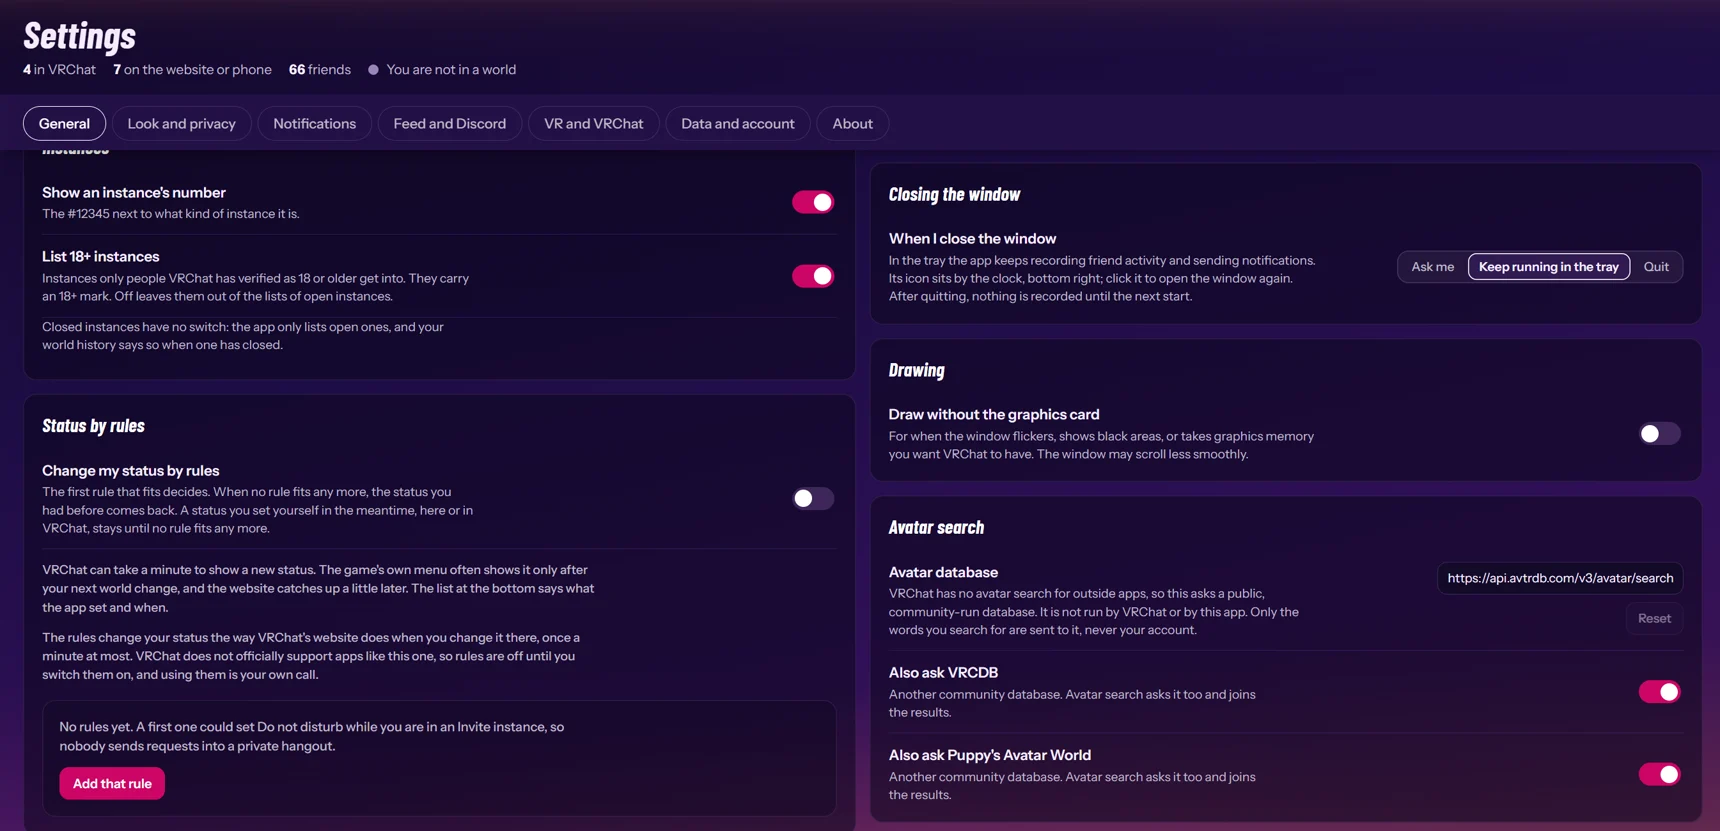 Settings
4 in VRChat 7 on the website or phone 66 friends You are not in a world
General Look and privacy Notifications Feed and Discord VR and VRChat Data and account About
Instances
Show an instance's number
The #12345 next to what kind of instance it is.
List 18+ instances
Instances only people VRChat has verified as 18 or older get into. They carry
an 18+ mark. Off leaves them out of the lists of open instances.
Closed instances have no switch: the app only lists open ones, and your
world history says so when one has closed.
Status by rules
Change my status by rules
The first rule that fits decides. When no rule fits any more, the status you
had before comes back. A status you set yourself in the meantime, here or in
VRChat, stays until no rule fits any more.
VRChat can take a minute to show a new status. The game's own menu often shows it only after
your next world change, and the website catches up a little later. The list at the bottom says what
the app set and when.
The rules change your status the way VRChat's website does when you change it there, once a
minute at most. VRChat does not officially support apps like this one, so rules are off until you
switch them on, and using them is your own call.
No rules yet. A first one could set Do not disturb while you are in an Invite instance, so
nobody sends requests into a private hangout.
Add that rule
Closing the window
When I close the window
In the tray the app keeps recording friend activity and sending notifications.
Its icon sits by the clock, bottom right; click it to open the window again.
After quitting, nothing is recorded until the next start.
Ask me Keep running in the tray Quit
Drawing
Draw without the graphics card
For when the window flickers, shows black areas, or takes graphics memory
you want VRChat to have. The window may scroll less smoothly.
Avatar search
Avatar database
VRChat has no avatar search for outside apps, so this asks a public,
community-run database. It is not run by VRChat or by this app. Only the
words you search for are sent to it, never your account.
https://api.avtrdb.com/v3/avatar/search
Reset
Also ask VRCDB
Another community database. Avatar search asks it too and joins
the results.
Also ask Puppy's Avatar World
Another community database. Avatar search asks it too and joins
the results.